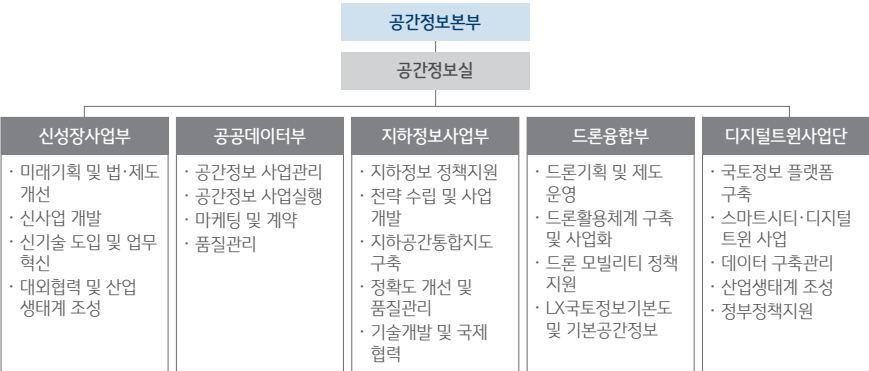 공간정보본부
공간정보실
신성장사업부
· 미래기획 및 법·제도
개선
· 신사업 개발
· 신기술 도입 및 업무
혁신
· 대외협력 및 산업
생태계 조성
공공데이터부
· 공간정보 사업관리
· 공간정보 사업실행
· 마케팅 및 계약
· 품질관리
지하정보사업부
· 지하정보 정책지원
· 전략 수립 및 사업
개발
· 지하공간통합지도
구축
· 정확도 개선 및
품질관리
· 기술개발 및 국제
협력
드론융합부
· 드론기획 및 제도
운영
· 드론활용체계 구축
및 사업화
· 드론 모빌리티 정책
지원
· LX국토정보기본도
및 기본공간정보
디지털트윈사업단
· 국토정보 플랫폼
구축
· 스마트시티·디지털
트윈 사업
· 데이터 구축관리
· 산업생태계 조성
· 정부정책지원